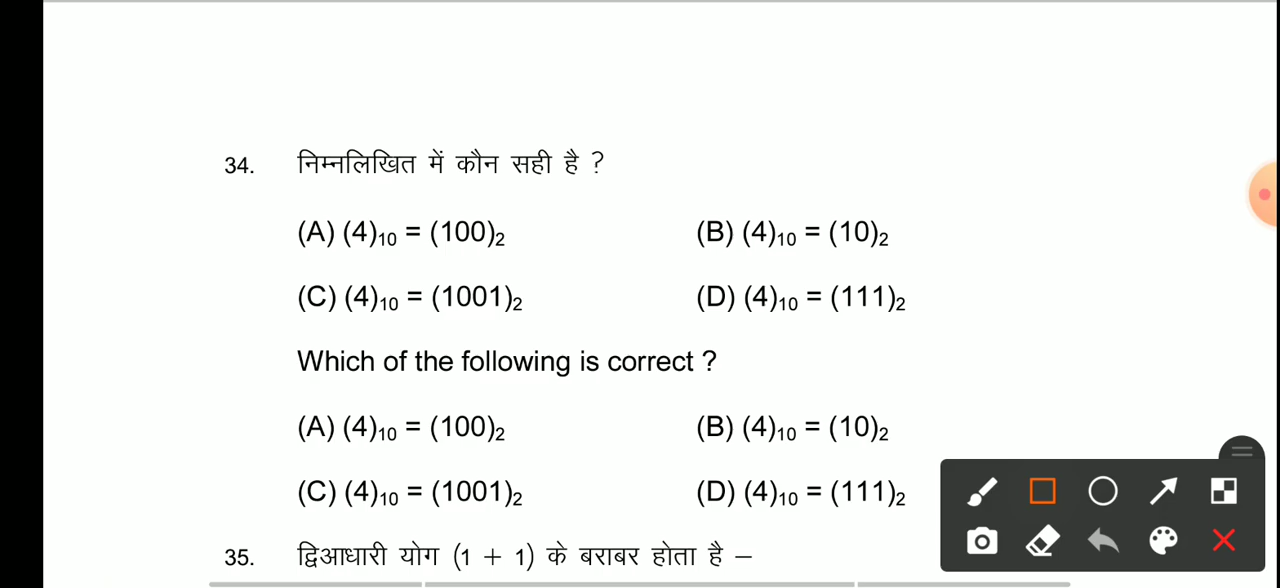 34. निम्नलिखित में कौन सही है ?
(A) (4)₁₀ = (100)₂ (B) (4)₁₀ = (10)₂
(C) (4)₁₀ = (1001)₂ (D) (4)₁₀ = (111)₂
Which of the following is correct ?
(A) (4)₁₀ = (100)₂ (B) (4)₁₀ = (10)₂
(C) (4)₁₀ = (1001)₂ (D) (4)₁₀ = (111)₂
35. द्विआधारी योग (1 + 1) के बराबर होता है –